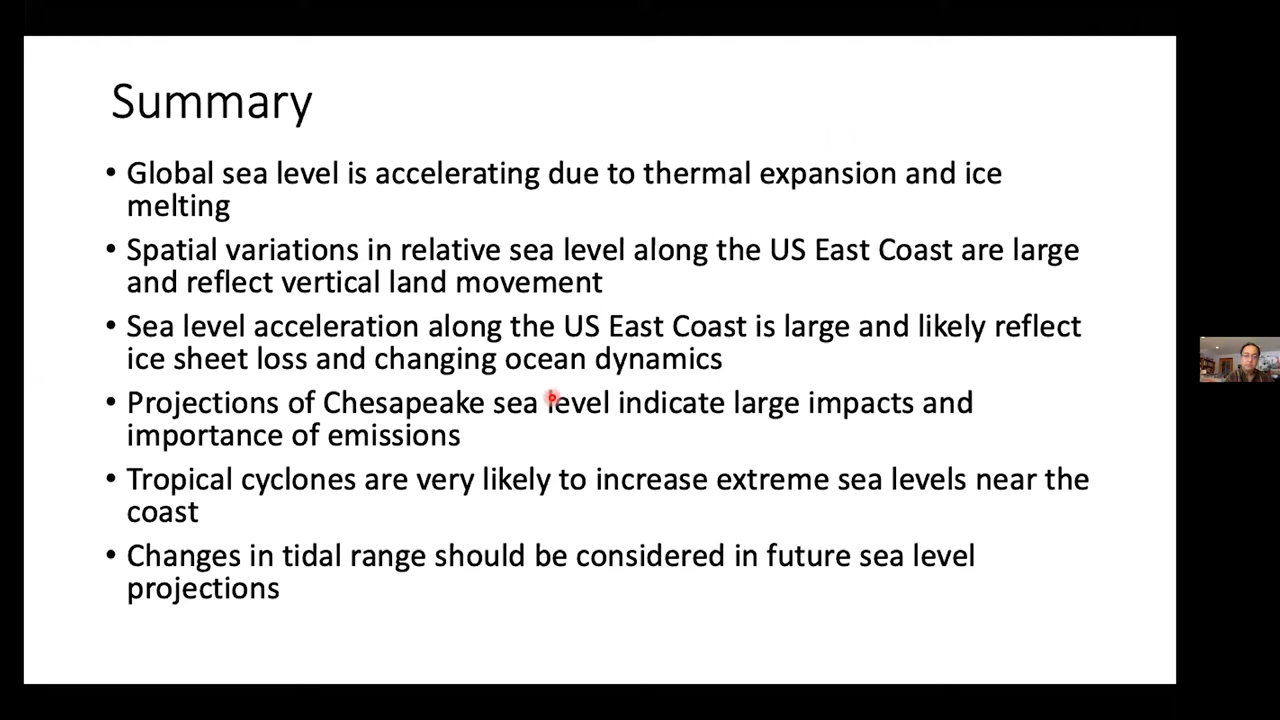 Summary
• Global sea level is accelerating due to thermal expansion and ice
melting
• Spatial variations in relative sea level along the US East Coast are large
and reflect vertical land movement
• Sea level acceleration along the US East Coast is large and likely reflect
ice sheet loss and changing ocean dynamics
• Projections of Chesapeake sea level indicate large impacts and
importance of emissions
• Tropical cyclones are very likely to increase extreme sea levels near the
coast
• Changes in tidal range should be considered in future sea level
projections